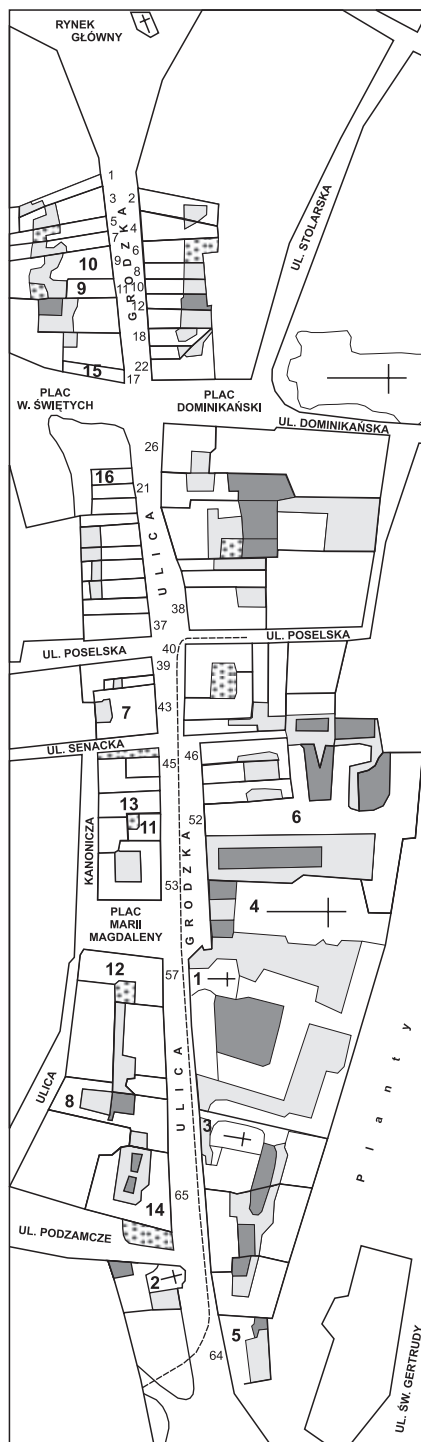 RYNEK
GŁÓWNY
1
3
2
5
4
7
6
9
8
10
11
10
9
12
18
22
17
15
GRODZKA
UL. STOLARSKA
PLAC
W. ŚWIĘTYCH
PLAC
DOMINIKAŃSKI
UL. DOMINIKAŃSKA
26
16
21
ULICA
38
37
UL. POSELSKA
40
UL. POSELSKA
39
7
43
UL. SENACKA
45
46
13
11
52
6
KANONICZA
GRODZKA
53
4
PLAC
MARII
MAGDALENY
12
57
1
ULICA
ULICA
8
3
Planty
65
14
UL. PODZAMCZE
2
5
64
UL. ŚW. GERTRUDY